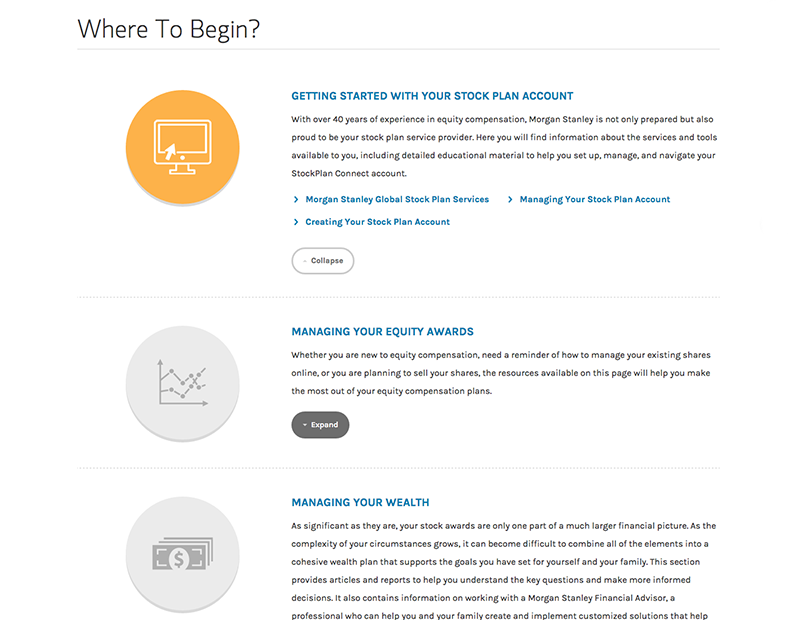 Where To Begin?
GETTING STARTED WITH YOUR STOCK PLAN ACCOUNT
With over 40 years of experience in equity compensation, Morgan Stanley is not only prepared but also
proud to be your stock plan service provider. Here you will find information about the services and tools
available to you, including detailed educational material to help you set up, manage, and navigate your
StockPlan Connect account.
Morgan Stanley Global Stock Plan Services
Managing Your Stock Plan Account
Creating Your Stock Plan Account
Collapse
MANAGING YOUR EQUITY AWARDS
Whether you are new to equity compensation, need a reminder of how to manage your existing shares
online, or you are planning to sell your shares, the resources available on this page will help you make
the most out of your equity compensation plans.
Expand
$
MANAGING YOUR WEALTH
As significant as they are, your stock awards are only one part of a much larger financial picture. As the
complexity of your circumstances grows, it can become difficult to combine all of the elements into a
cohesive wealth plan that supports the goals you have set for yourself and your family. This section
provides articles and reports to help you understand the key questions and make more informed
decisions. It also contains information on working with a Morgan Stanley Financial Advisor, a
professional who can help you and your family create and implement customized solutions that help